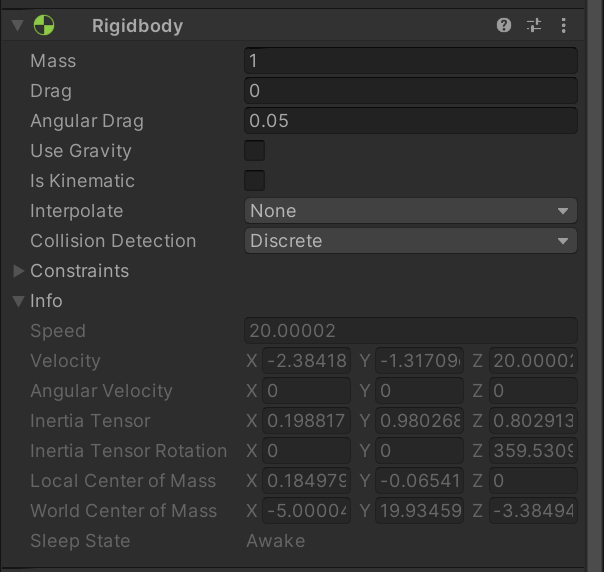 Rigidbody
Mass 1
Drag 0
Angular Drag 0.05
Use Gravity
Is Kinematic
Interpolate None
Collision Detection Discrete
Constraints
Info
Speed 20.00002
Velocity X -2.38418 Y -1.31709 Z 20.00002
Angular Velocity X 0 Y 0 Z 0
Inertia Tensor X 0.198817 Y 0.980268 Z 0.802913
Inertia Tensor Rotation X 0 Y 0 Z 359.5309
Local Center of Mass X 0.184979 Y -0.06541 Z 0
World Center of Mass X -5.00004 Y 19.93459 Z -3.38494
Sleep State Awake